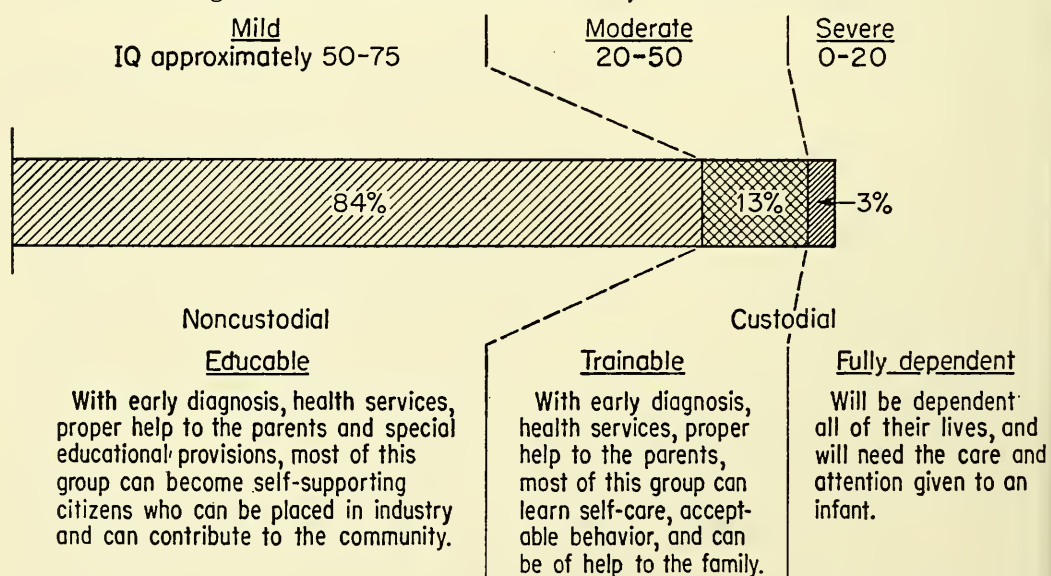 Mild
IQ approximately 50-75
Moderate
20-50
Severe
0-20
84%
13%
3%
Noncustodial
Custodial
Educable
With early diagnosis, health services,
proper help to the parents and special
educational provisions, most of this
group can become self-supporting
citizens who can be placed in industry
and can contribute to the community.
Trainable
With early diagnosis,
health services, proper
help to the parents,
most of this group can
learn self-care, accept-
able behavior, and can
be of help to the family.
Fully dependent
Will be dependent
all of their lives, and
will need the care and
attention given to an
infant.